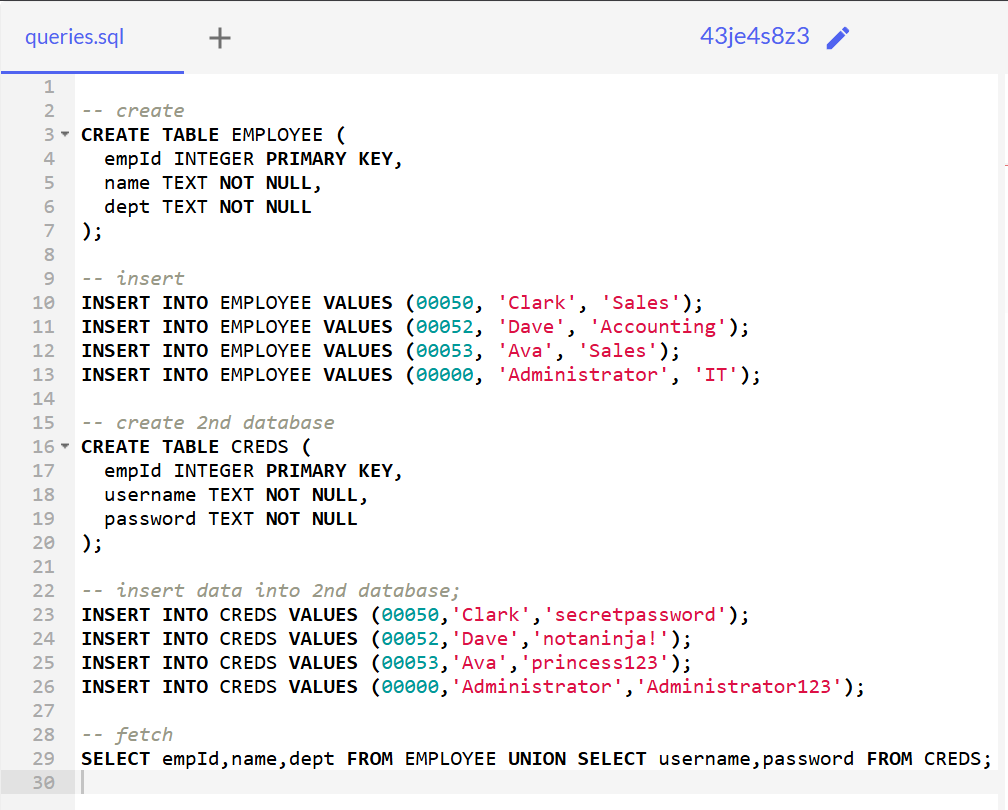 queries.sql + 43je4s8z3
1
2 -- create
3 CREATE TABLE EMPLOYEE (
4   empId INTEGER PRIMARY KEY,
5   name TEXT NOT NULL,
6   dept TEXT NOT NULL
7 );
8
9 -- insert
10 INSERT INTO EMPLOYEE VALUES (00050, 'Clark', 'Sales');
11 INSERT INTO EMPLOYEE VALUES (00052, 'Dave', 'Accounting');
12 INSERT INTO EMPLOYEE VALUES (00053, 'Ava', 'Sales');
13 INSERT INTO EMPLOYEE VALUES (00000, 'Administrator', 'IT');
14
15 -- create 2nd database
16 CREATE TABLE CREDS (
17   empId INTEGER PRIMARY KEY,
18   username TEXT NOT NULL,
19   password TEXT NOT NULL
20 );
21
22 -- insert data into 2nd database;
23 INSERT INTO CREDS VALUES (00050,'Clark','secretpassword');
24 INSERT INTO CREDS VALUES (00052,'Dave','notaninja!');
25 INSERT INTO CREDS VALUES (00053,'Ava','princess123');
26 INSERT INTO CREDS VALUES (00000,'Administrator','Administrator123');
27
28 -- fetch
29 SELECT empId,name,dept FROM EMPLOYEE UNION SELECT username,password FROM CREDS;
30